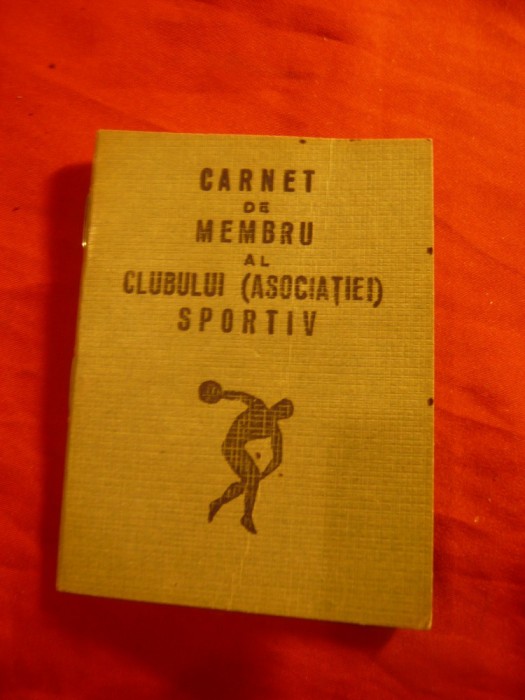 CARNET
DE
MEMBRU
AL
CLUBULUI (ASOCIAȚIEI)
SPORTIV